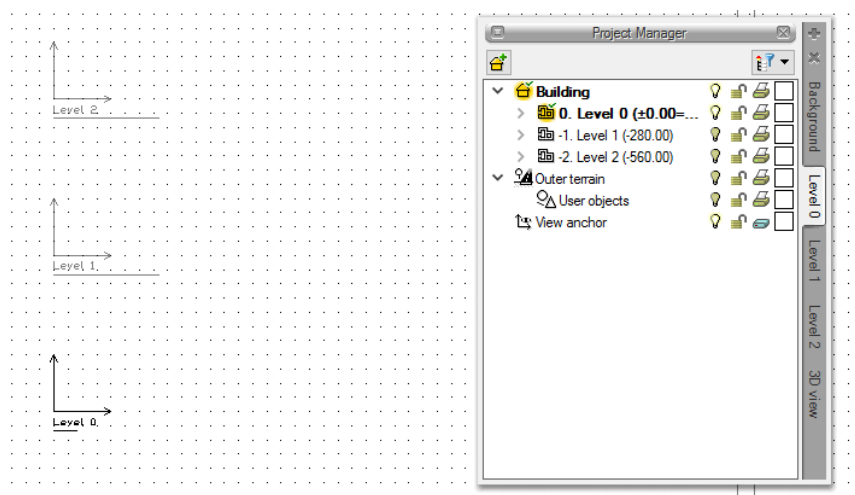 Level 2
Level 1
Level 0
Project Manager
Building
0. Level 0 (±0.00=...
-1. Level 1 (-280.00)
-2. Level 2 (-560.00)
Outer terrain
User objects
View anchor
Background
Level 0
Level 1
Level 2
3D view